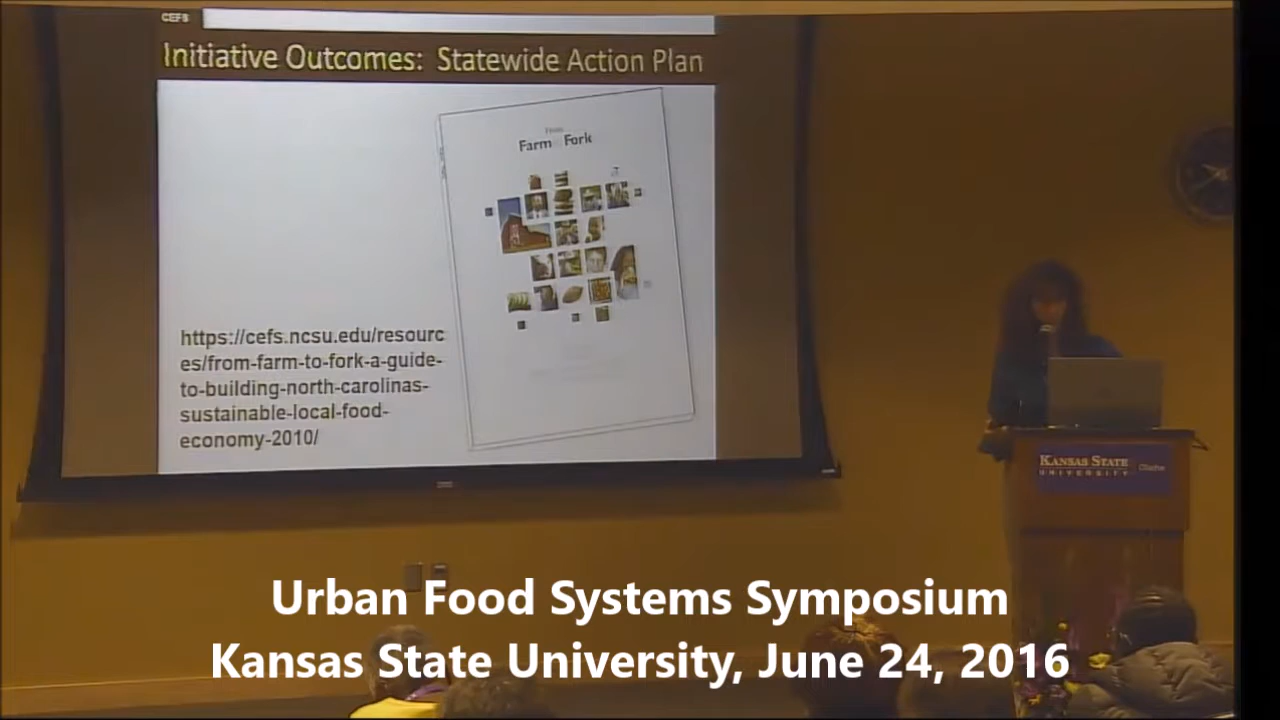 CEFS
Initiative Outcomes: Statewide Action Plan
From
Farm Fork
https://cefs.ncsu.edu/resourc
es/from-farm-to-fork-a-guide-
to-building-north-carolinas-
sustainable-local-food-
economy-2010/
KANSAS STATE
UNIVERSITY
Olathe
Urban Food Systems Symposium
Kansas State University, June 24, 2016